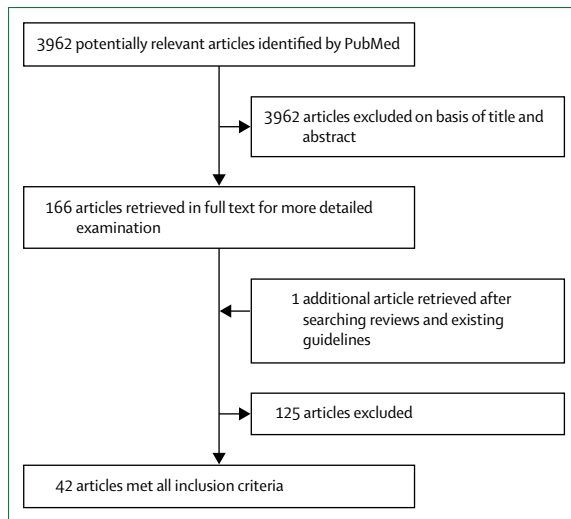 3962 potentially relevant articles identified by PubMed
3962 articles excluded on basis of title and
abstract
166 articles retrieved in full text for more detailed
examination
1 additional article retrieved after
searching reviews and existing
guidelines
125 articles excluded
42 articles met all inclusion criteria